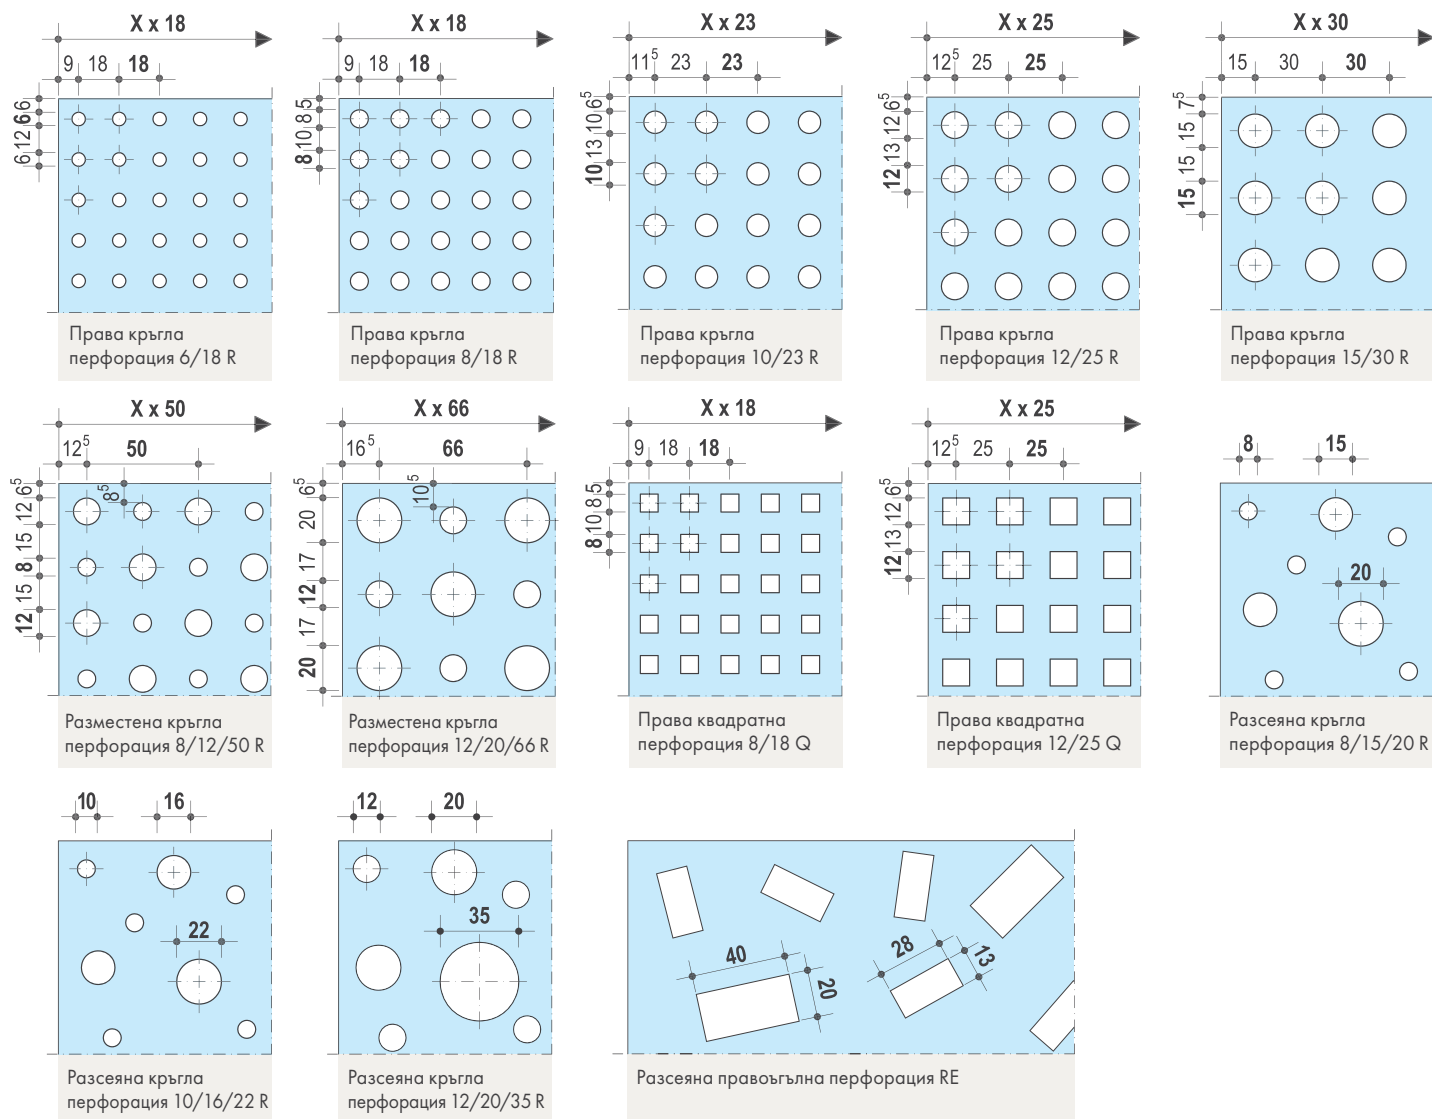 X x 18
X x 18
X x 23
X x 25
X x 30
9 18 18
9 18 18
11⁵ 23 23
12⁵ 25 25
15 30 30
6 6 12 6
8,5 10 8
6⁵ 10 13 10
6⁵ 12 13 12
7⁵ 15 15 15
Права кръгла
перфорация 6/18 R
Права кръгла
перфорация 8/18 R
Права кръгла
перфорация 10/23 R
Права кръгла
перфорация 12/25 R
Права кръгла
перфорация 15/30 R
X x 50
X x 66
X x 18
X x 25
12⁵ 50
16⁵ 66
9 18 18
12⁵ 25 25
8 15
6⁵ 12 15 8 15 12
8⁵
6⁵ 20 17 12 17 20
10⁵
8,5 10 8
6⁵ 12 13 12
20
Разместена кръгла
перфорация 8/12/50 R
Разместена кръгла
перфорация 12/20/66 R
Права квадратна
перфорация 8/18 Q
Права квадратна
перфорация 12/25 Q
Разсеяна кръгла
перфорация 8/15/20 R
10 16
12 20
22
35
40
20
28
13
Разсеяна кръгла
перфорация 10/16/22 R
Разсеяна кръгла
перфорация 12/20/35 R
Разсеяна правоъгълна перфорация RE